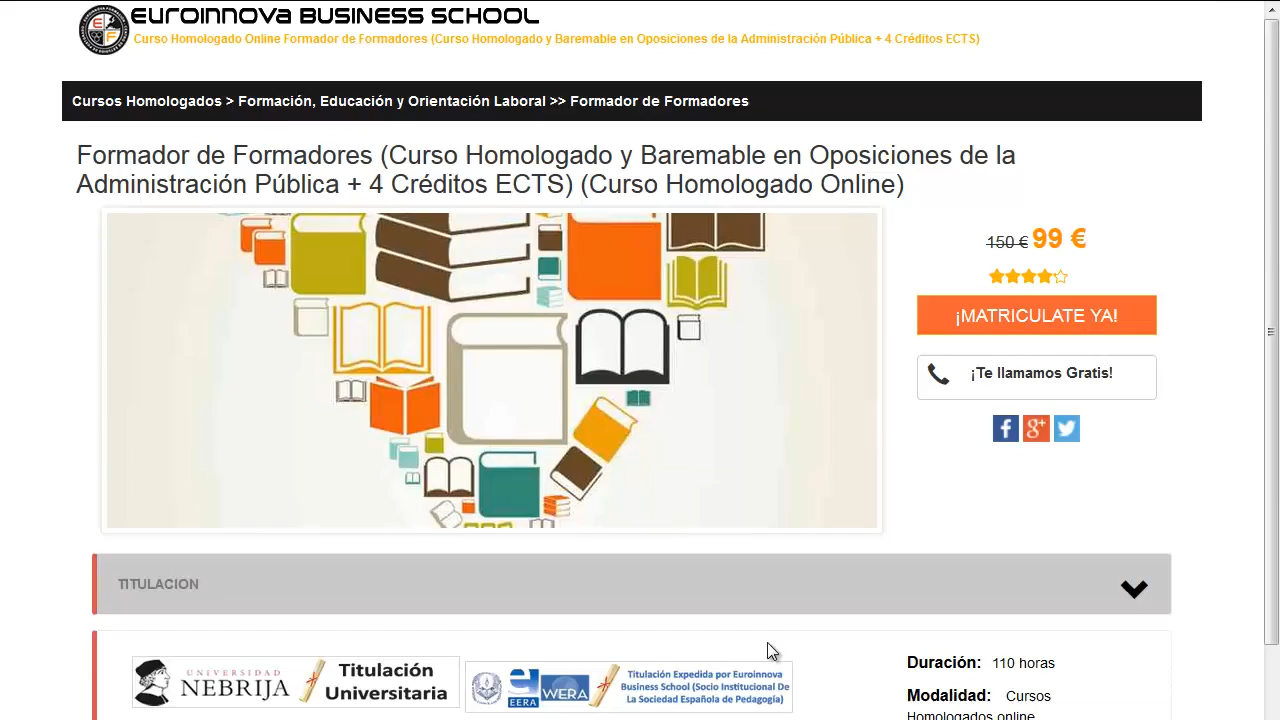 EUROINNOVA BUSINESS SCHOOL
Curso Homologado Online Formador de Formadores (Curso Homologado y Baremable en Oposiciones de la Administración Pública + 4 Créditos ECTS)
Cursos Homologados > Formación, Educación y Orientación Laboral >> Formador de Formadores
Formador de Formadores (Curso Homologado y Baremable en Oposiciones de la
Administración Pública + 4 Créditos ECTS) (Curso Homologado Online)
150 € 99 €
¡MATRICULATE YA!
¡Te llamamos Gratis!
TITULACION
UNIVERSIDAD
NEBRIJA
Titulación
Universitaria
EERA
WERA
Titulación Expedida por Euroinnova
Business School (Socio Institucional De
La Sociedad Española de Pedagogía)
Duración: 110 horas
Modalidad: Cursos
Homologados online